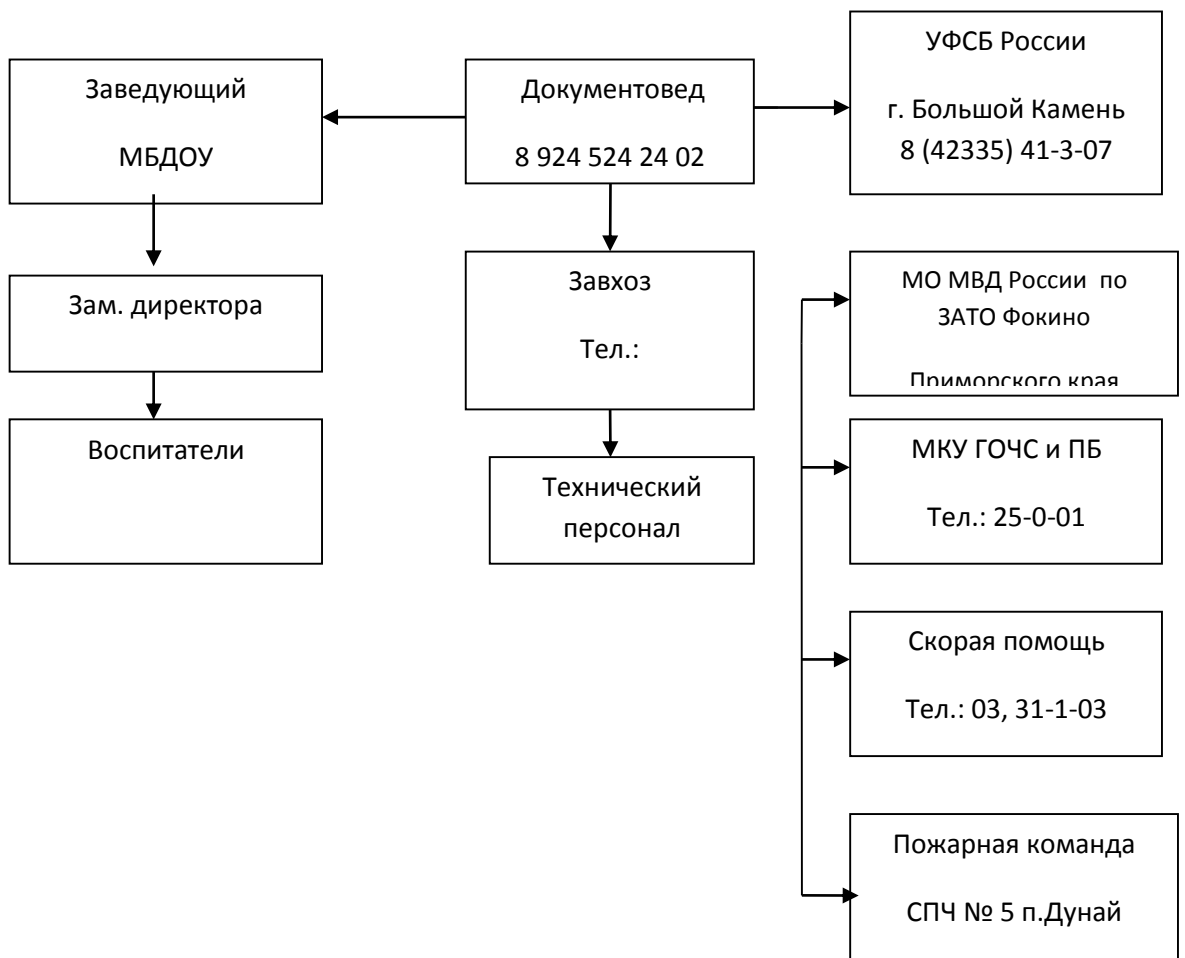 Заведующий
МБДОУ
Документовед
8 924 524 24 02
УФСБ России
г. Большой Камень
8 (42335) 41-3-07
Зам. директора
Завхоз
Тел.:
МО МВД России по
ЗАТО Фокино
Приморского края
Воспитатели
Технический
персонал
МКУ ГОЧС и ПБ
Тел.: 25-0-01
Скорая помощь
Тел.: 03, 31-1-03
Пожарная команда
СПЧ № 5 п.Дунай